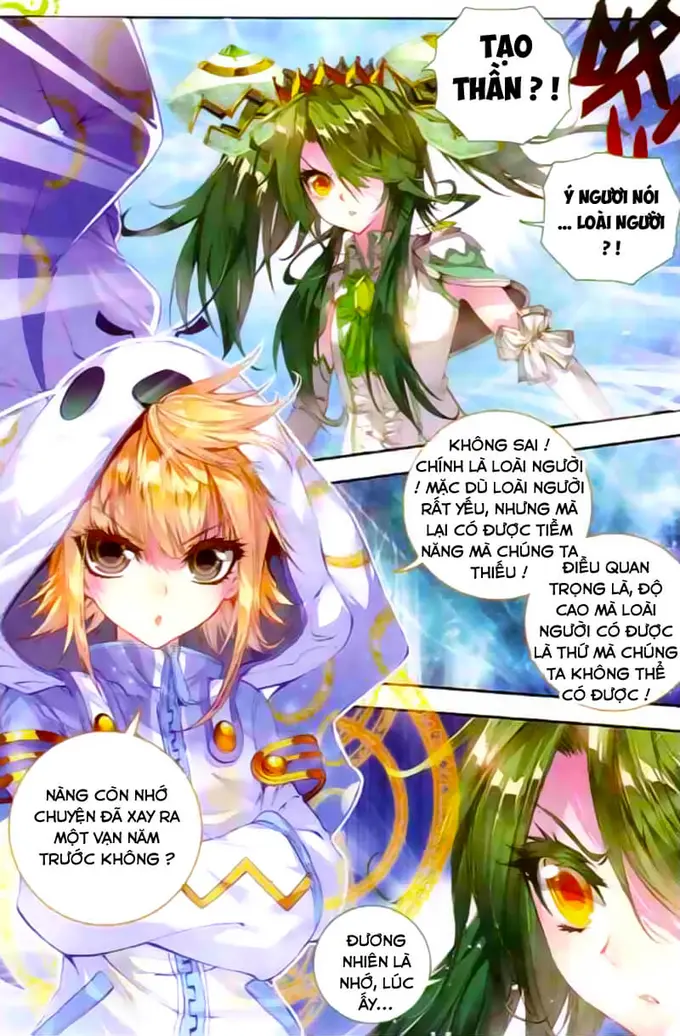 TẠO
THẦN ? !
Ý NGƯƠI NÓI
... LOÀI NGƯỜI
? !
KHÔNG SAI !
CHÍNH LÀ LOÀI NGƯỜI
! MẶC DÙ LOÀI NGƯỜI
RẤT YẾU, NHƯNG MÀ
LẠI CÓ ĐƯỢC TIỀM
NĂNG MÀ CHÚNG TA
THIẾU !
ĐIỀU QUAN
TRỌNG LÀ, ĐỘ
CAO MÀ LOÀI
NGƯỜI CÓ ĐƯỢC
LÀ THỨ MÀ CHÚNG
TA KHÔNG THỂ
CÓ ĐƯỢC !
NÀNG CÒN NHỚ
CHUYỆN ĐÃ XAY RA
MỘT VẠN NĂM
TRƯỚC KHÔNG ?
ĐƯƠNG
NHIÊN LÀ
NHỚ, LÚC
ẤY...